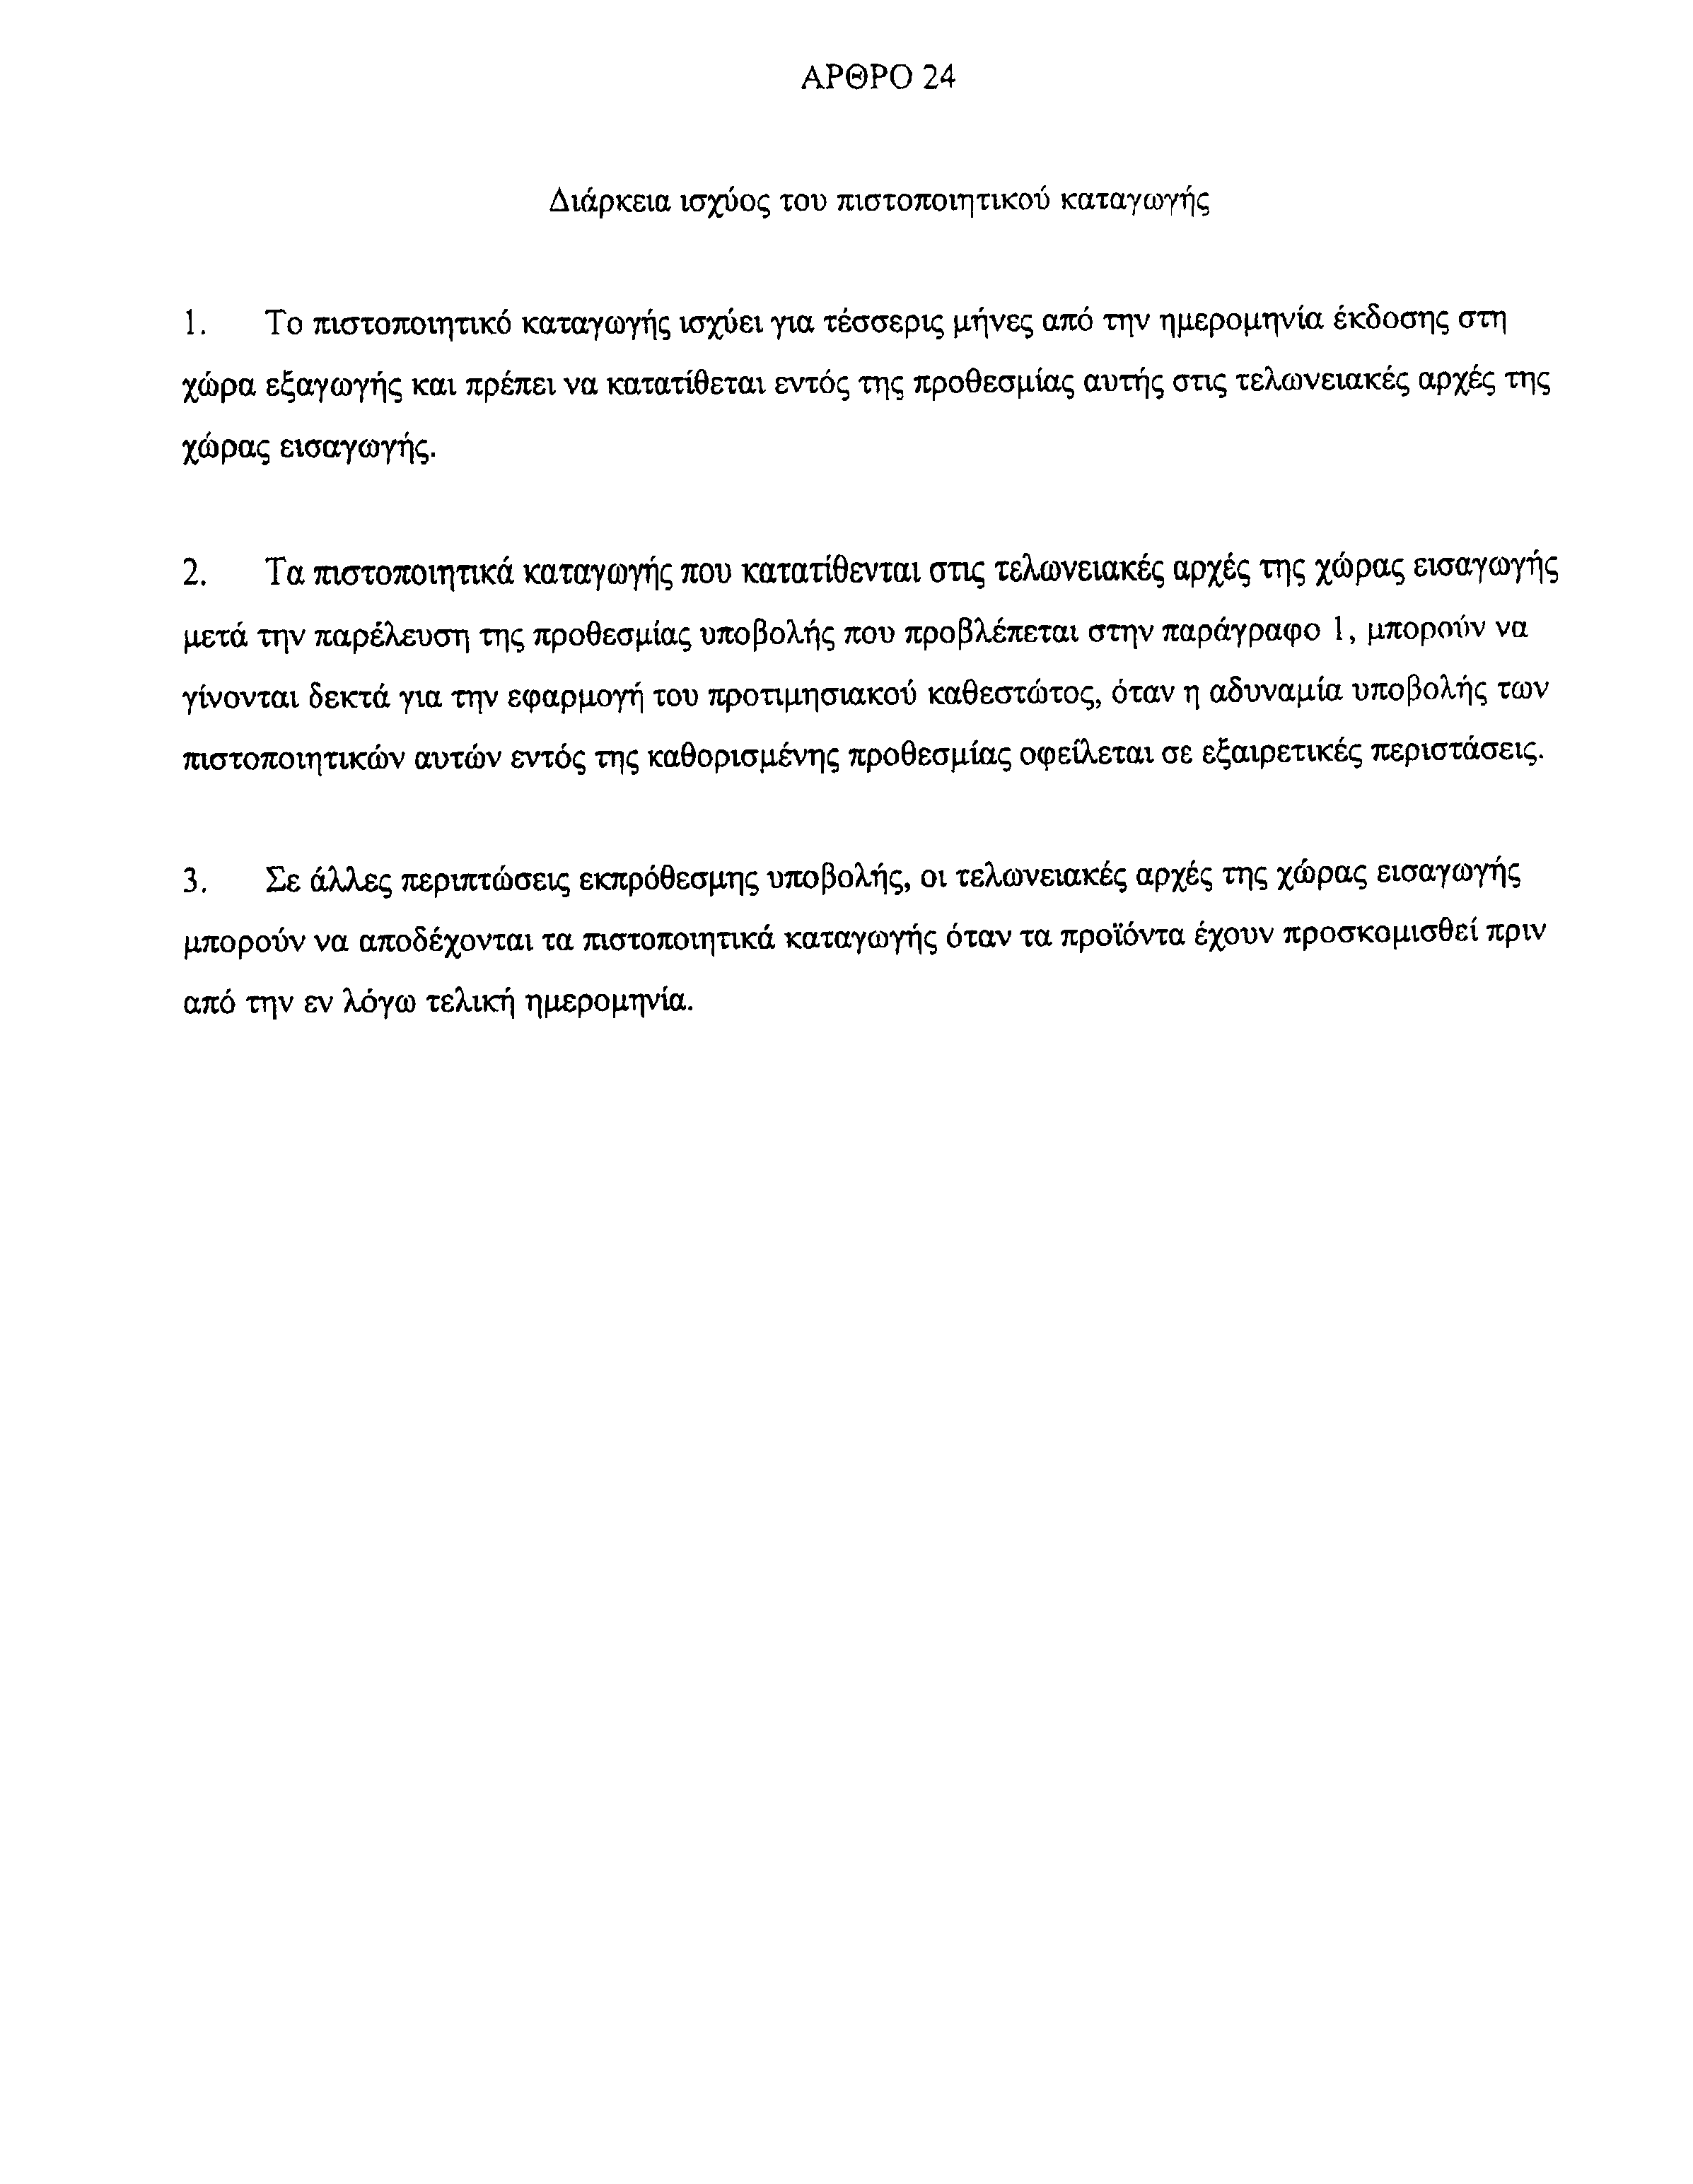 ΑΡΘΡΟ 24
Διάρκεια ισχύος του πιστοποιητικού καταγωγής
1. Το πιστοποιητικό καταγωγής ισχύει για τέσσερις μήνες από την ημερομηνία έκδοσης στη
χώρα εξαγωγής και πρέπει να κατατίθεται εντός της προθεσμίας αυτής στις τελωνειακές αρχές της
χώρας εισαγωγής.
2. Τα πιστοποιητικά καταγωγής που κατατίθενται στις τελωνειακές αρχές της χώρας εισαγωγής
μετά την παρέλευση της προθεσμίας υποβολής που προβλέπεται στην παράγραφο 1, μπορούν να
γίνονται δεκτά για την εφαρμογή του προτιμησιακού καθεστώτος, όταν η αδυναμία υποβολής των
πιστοποιητικών αυτών εντός της καθορισμένης προθεσμίας οφείλεται σε εξαιρετικές περιστάσεις.
3. Σε άλλες περιπτώσεις εκπρόθεσμης υποβολής, οι τελωνειακές αρχές της χώρας εισαγωγής
μπορούν να αποδέχονται τα πιστοποιητικά καταγωγής όταν τα προϊόντα έχουν προσκομισθεί πριν
από την εν λόγω τελική ημερομηνία.